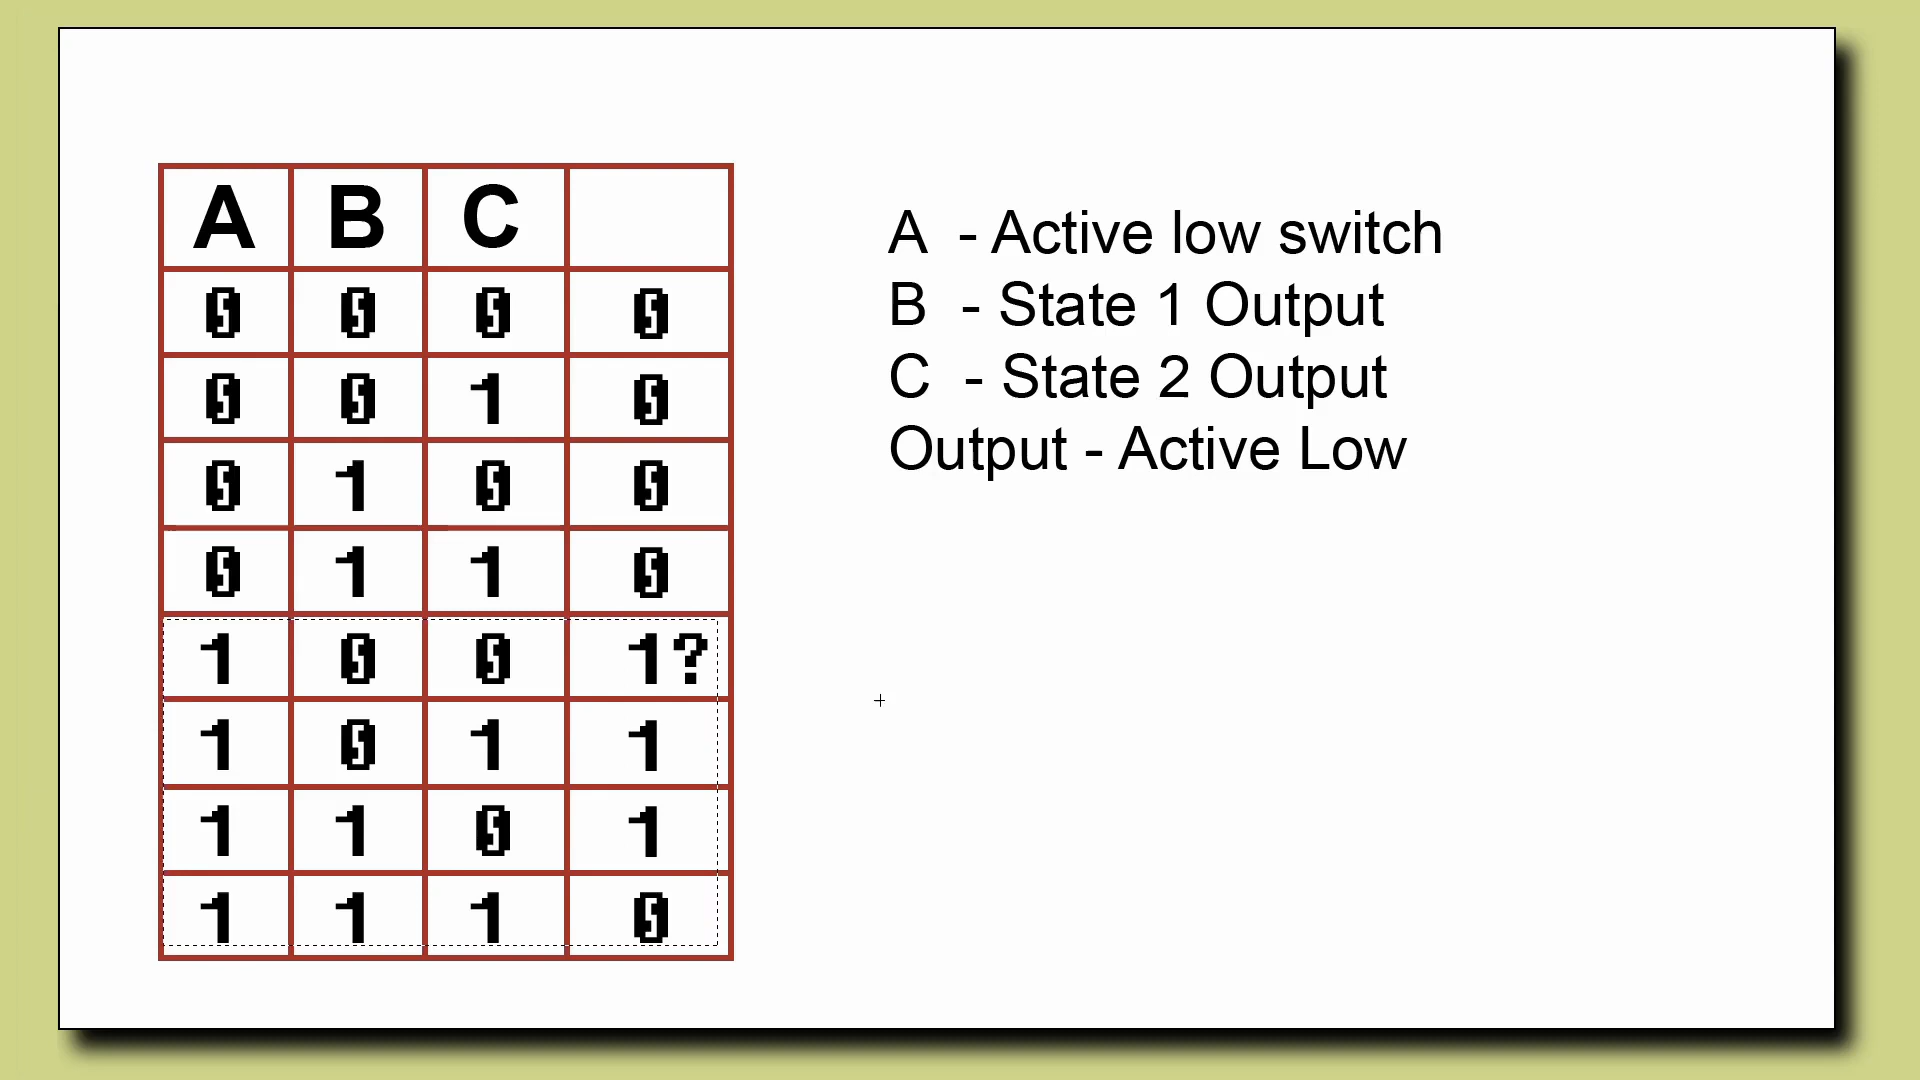 A B C
0 0 0 0
0 0 1 0
0 1 0 0
0 1 1 0
1 0 0 1?
1 0 1 1
1 1 0 1
1 1 1 0
A - Active low switch
B - State 1 Output
C - State 2 Output
Output - Active Low